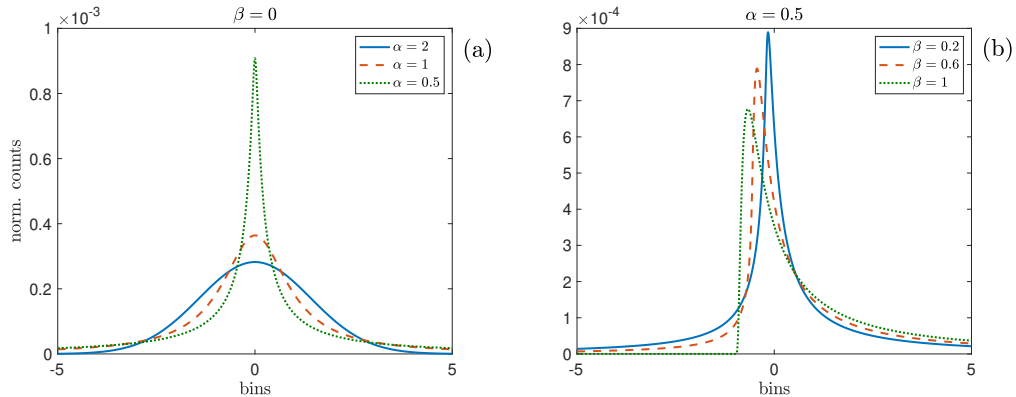 ×10⁻³
β = 0
1
0.8
0.6
0.4
0.2
0
-5
0
5
norm. counts
bins
α = 2
α = 1
α = 0.5
(a)
×10⁻⁴
α = 0.5
9
8
7
6
5
4
3
2
1
0
-5
0
5
bins
β = 0.2
β = 0.6
β = 1
(b)